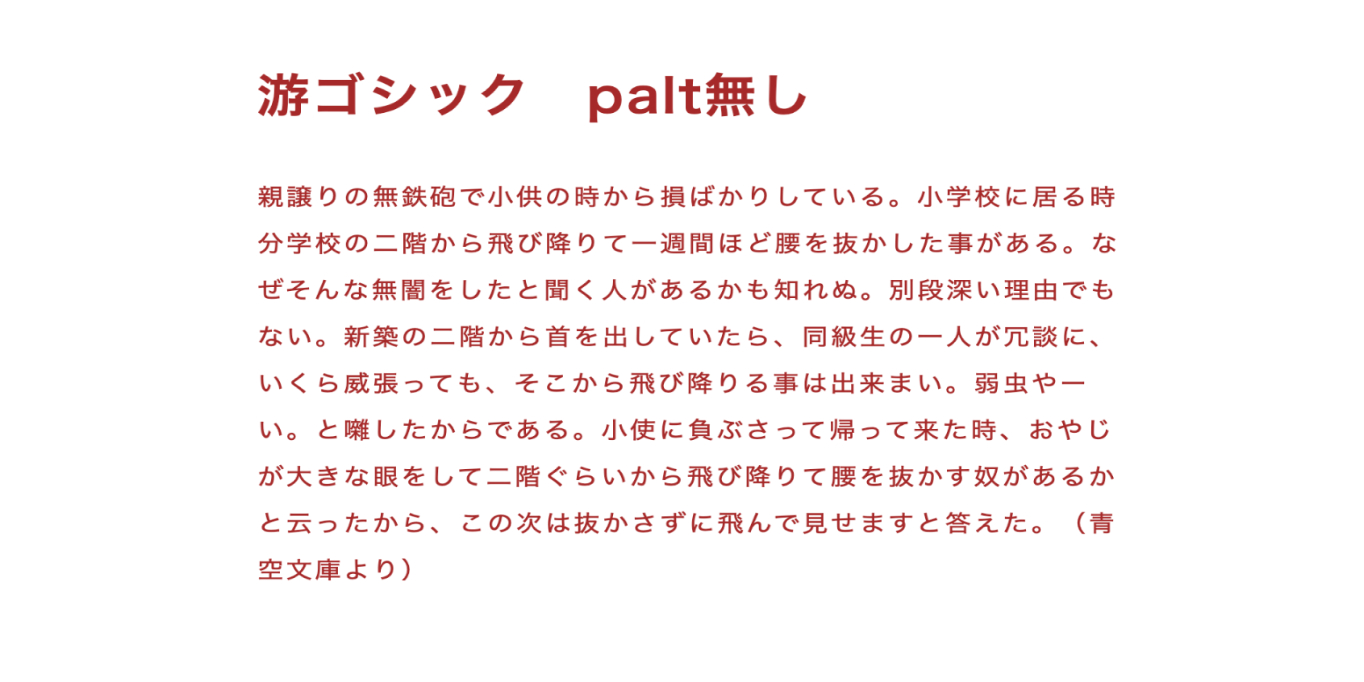 游ゴシック　palt無し
親譲りの無鉄砲で小供の時から損ばかりしている。小学校に居る時
分学校の二階から飛び降りて一週間ほど腰を抜かした事がある。な
ぜそんな無闇をしたと聞く人があるかも知れぬ。別段深い理由でも
ない。新築の二階から首を出していたら、同級生の一人が冗談に、
いくら威張っても、そこから飛び降りる事は出来まい。弱虫や一
い。と囃したからである。小使に負ぶさって帰って来た時、おやじ
が大きな眼をして二階ぐらいから飛び降りて腰を抜かす奴があるか
と云ったから、この次は抜かさずに飛んで見せますと答えた。（青
空文庫より）